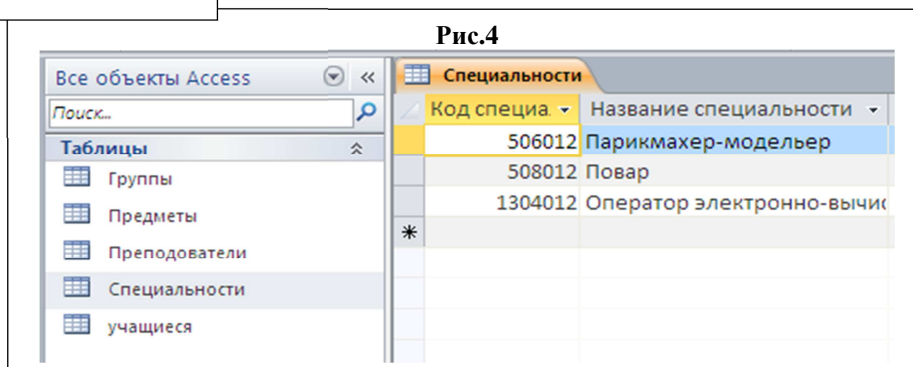 Рис.4
Все объекты Access
Специальности
Поиск...
Код специа.
Название специальности
Таблицы
506012 Парикмахер-модельер
Группы
508012 Повар
Предметы
1304012 Оператор электронно-вычи
Преподователи
Специальности
учащиеся